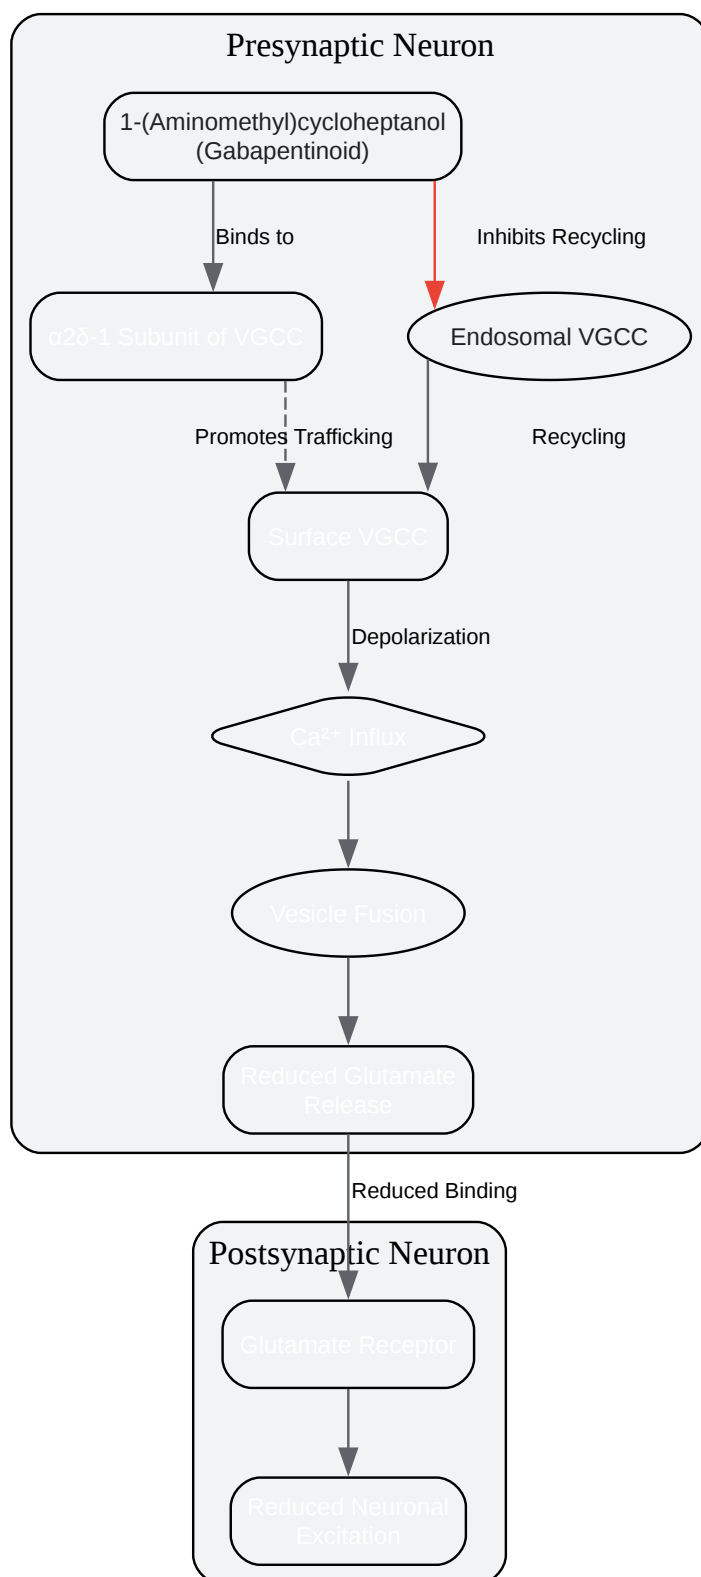 Presynaptic Neuron
1-(Aminomethyl)cycloheptanol
(Gabapentinoid)
Binds to
Inhibits Recycling
α2δ-1 Subunit of VGCC
Endosomal VGCC
Promotes Trafficking
Recycling
Surface VGCC
Depolarization
Ca²⁺ Influx
Vesicle Fusion
Reduced Glutamate
Release
Reduced Binding
Postsynaptic Neuron
Glutamate Receptor
Reduced Neuronal
Excitation